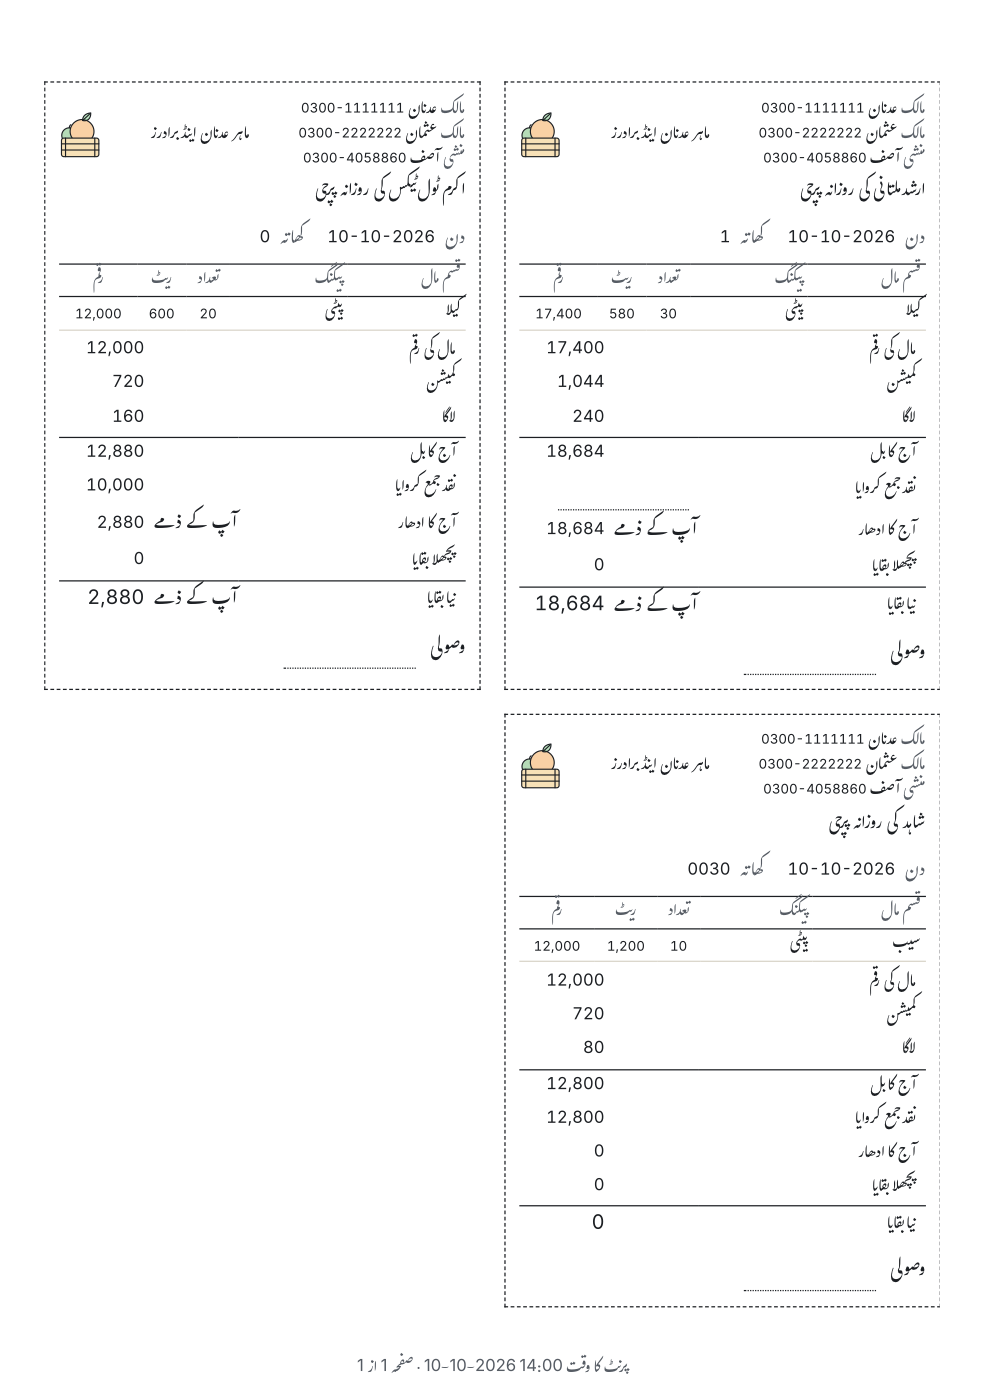 مالک عدنان 0300-1111111
مالک عثمان 0300-2222222
منشی آصف 0300-4058860
ماہر عدنان اینڈ برادرز
ارشد ملتانی کی روزانہ پرچی
دن 10-10-2026 کھاتہ 1
قسم مال پیکنگ تعداد ریٹ رقم
کیلا پیٹی 30 580 17,400
مال کی رقم 17,400
کمیشن 1,044
لاگا 240
آج کا بل 18,684
نقد جمع کروایا
آج کا ادھار آپ کے ذمے 18,684
پچھلا بقایا 0
نیا بقایا آپ کے ذمے 18,684
وصولی
مالک عدنان 0300-1111111
مالک عثمان 0300-2222222
منشی آصف 0300-4058860
ماہر عدنان اینڈ برادرز
اکرم ٹول ٹیکس کی روزانہ پرچی
دن 10-10-2026 کھاتہ 0
قسم مال پیکنگ تعداد ریٹ رقم
کیلا پیٹی 20 600 12,000
مال کی رقم 12,000
کمیشن 720
لاگا 160
آج کا بل 12,880
نقد جمع کروایا 10,000
آج کا ادھار آپ کے ذمے 2,880
پچھلا بقایا 0
نیا بقایا آپ کے ذمے 2,880
وصولی
مالک عدنان 0300-1111111
مالک عثمان 0300-2222222
منشی آصف 0300-4058860
ماہر عدنان اینڈ برادرز
شاہد کی روزانہ پرچی
دن 10-10-2026 کھاتہ 0030
قسم مال پیکنگ تعداد ریٹ رقم
سیب پیٹی 10 1,200 12,000
مال کی رقم 12,000
کمیشن 720
لاگا 80
آج کا بل 12,800
نقد جمع کروایا 12,800
آج کا ادھار 0
پچھلا بقایا 0
نیا بقایا 0
وصولی
پرنٹ کا وقت 10-10-2026 14:00 · صفحہ 1 از 1